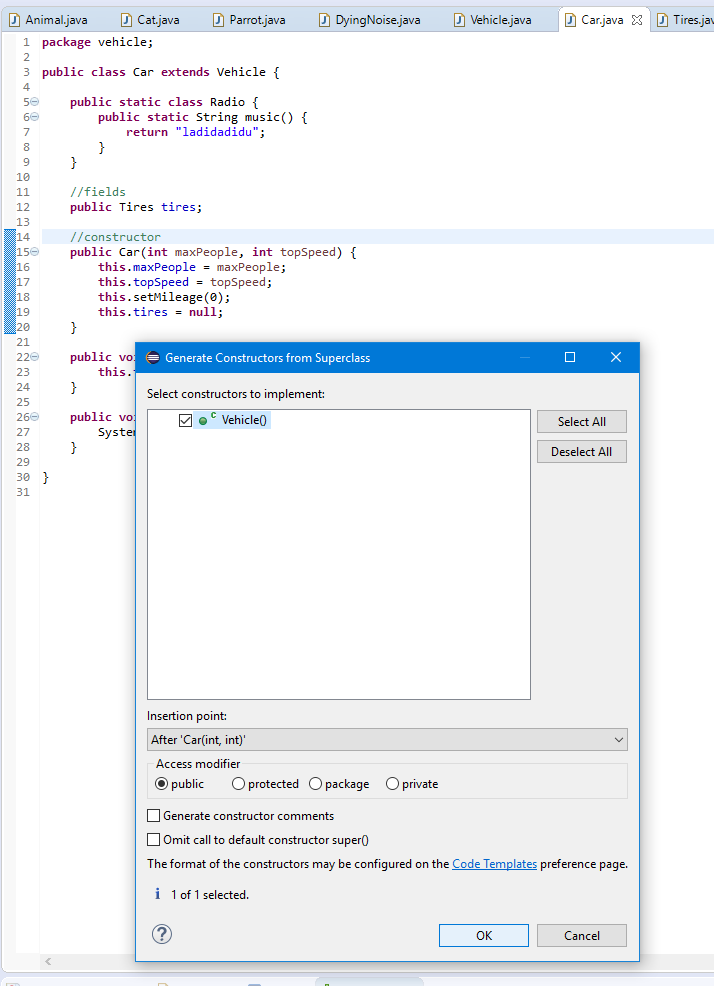 Animal.java Cat.java Parrot.java DyingNoise.java Vehicle.java Car.java Tires.jav
1 package vehicle;
2
3 public class Car extends Vehicle {
4
5 public static class Radio {
6 public static String music() {
7 return "ladidadidu";
8 }
9 }
10
11 //fields
12 public Tires tires;
13
14 //constructor
15 public Car(int maxPeople, int topSpeed) {
16 this.maxPeople = maxPeople;
17 this.topSpeed = topSpeed;
18 this.setMileage(0);
19 this.tires = null;
20 }
21
22 public voi
23 this.
24 }
25
26 public voi
27 System
28 }
29
30 }
31
Generate Constructors from Superclass
Select constructors to implement:
C Vehicle()
Select All
Deselect All
Insertion point:
After 'Car(int, int)'
Access modifier
public protected package private
Generate constructor comments
Omit call to default constructor super()
The format of the constructors may be configured on the Code Templates preference page.
1 of 1 selected.
OK Cancel